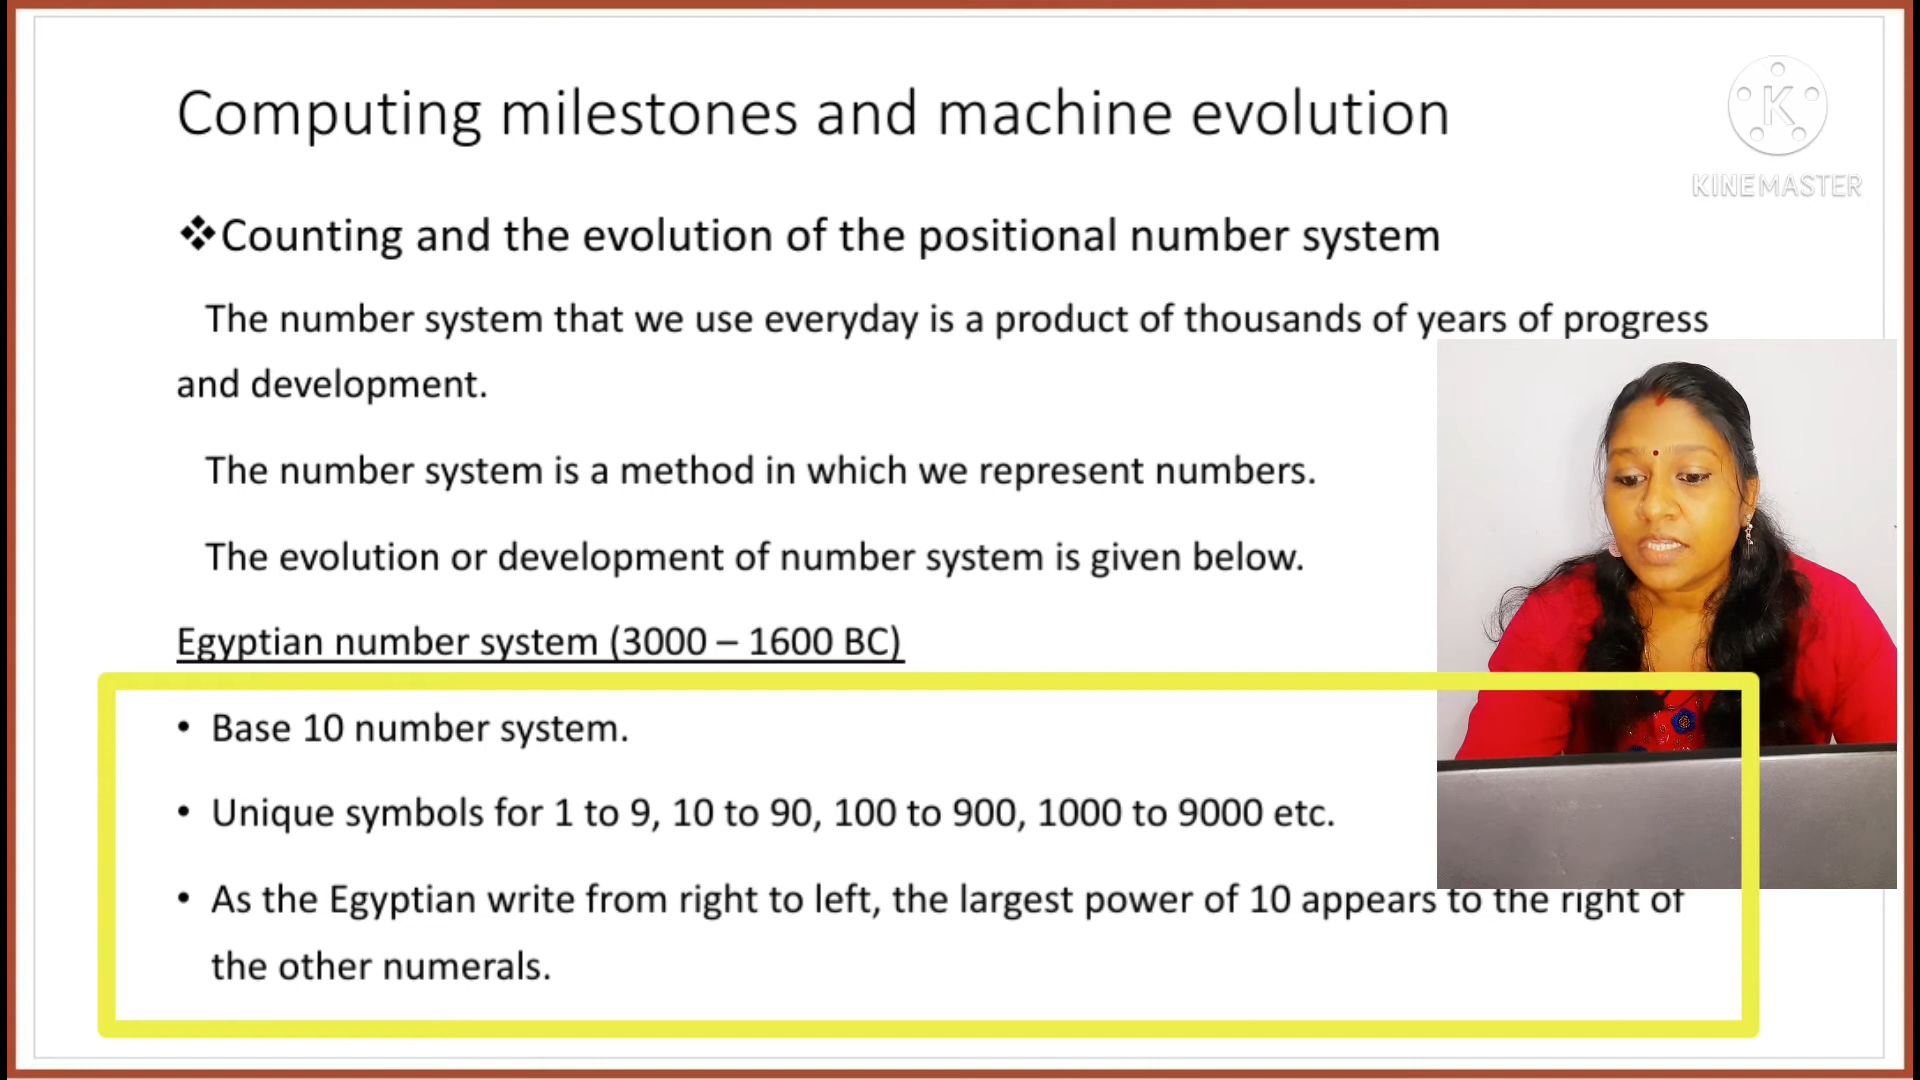 Computing milestones and machine evolution
K
KINEMASTER
❖Counting and the evolution of the positional number system
The number system that we use everyday is a product of thousands of years of progress
and development.
The number system is a method in which we represent numbers.
The evolution or development of number system is given below.
Egyptian number system (3000 – 1600 BC)
• Base 10 number system.
• Unique symbols for 1 to 9, 10 to 90, 100 to 900, 1000 to 9000 etc.
• As the Egyptian write from right to left, the largest power of 10 appears to the right of
the other numerals.